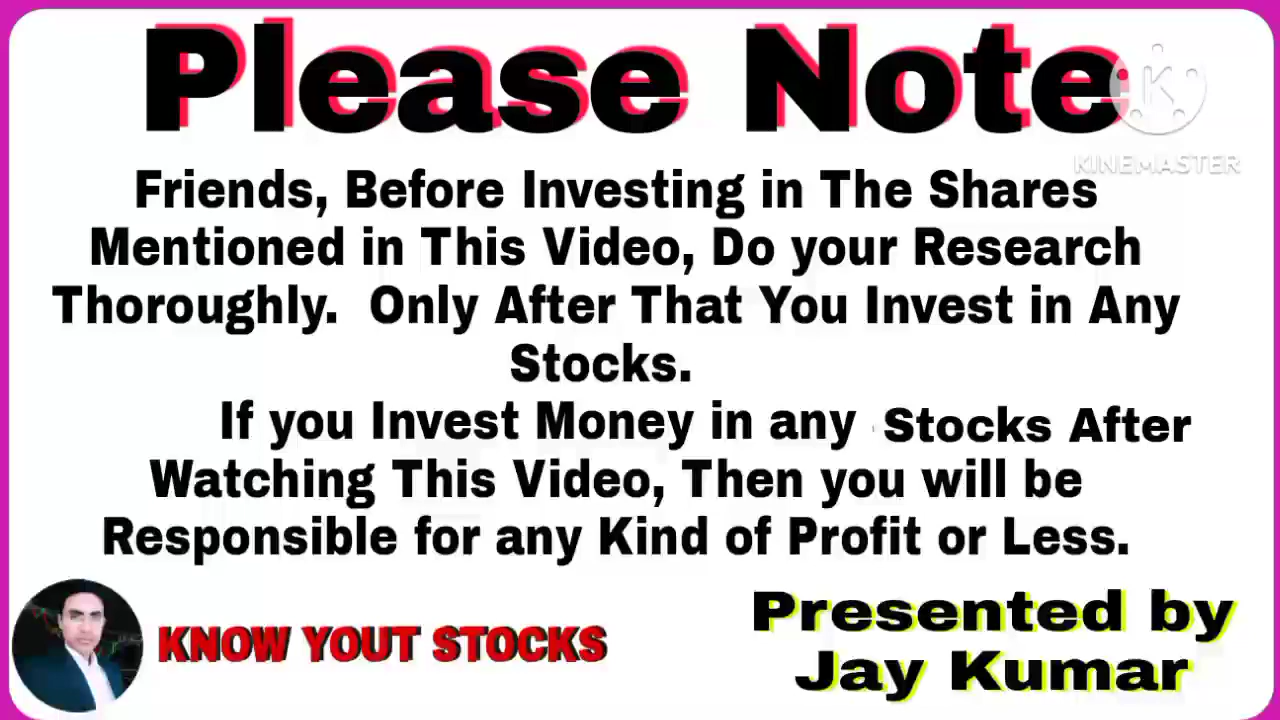 Please Note
K
KINEMASTER
Friends, Before Investing in The Shares
Mentioned in This Video, Do your Research
Thoroughly. Only After That You Invest in Any
Stocks.
If you Invest Money in any Stocks After
Watching This Video, Then you will be
Responsible for any Kind of Profit or Less.
KNOW YOUT STOCKS
Presented by
Jay Kumar